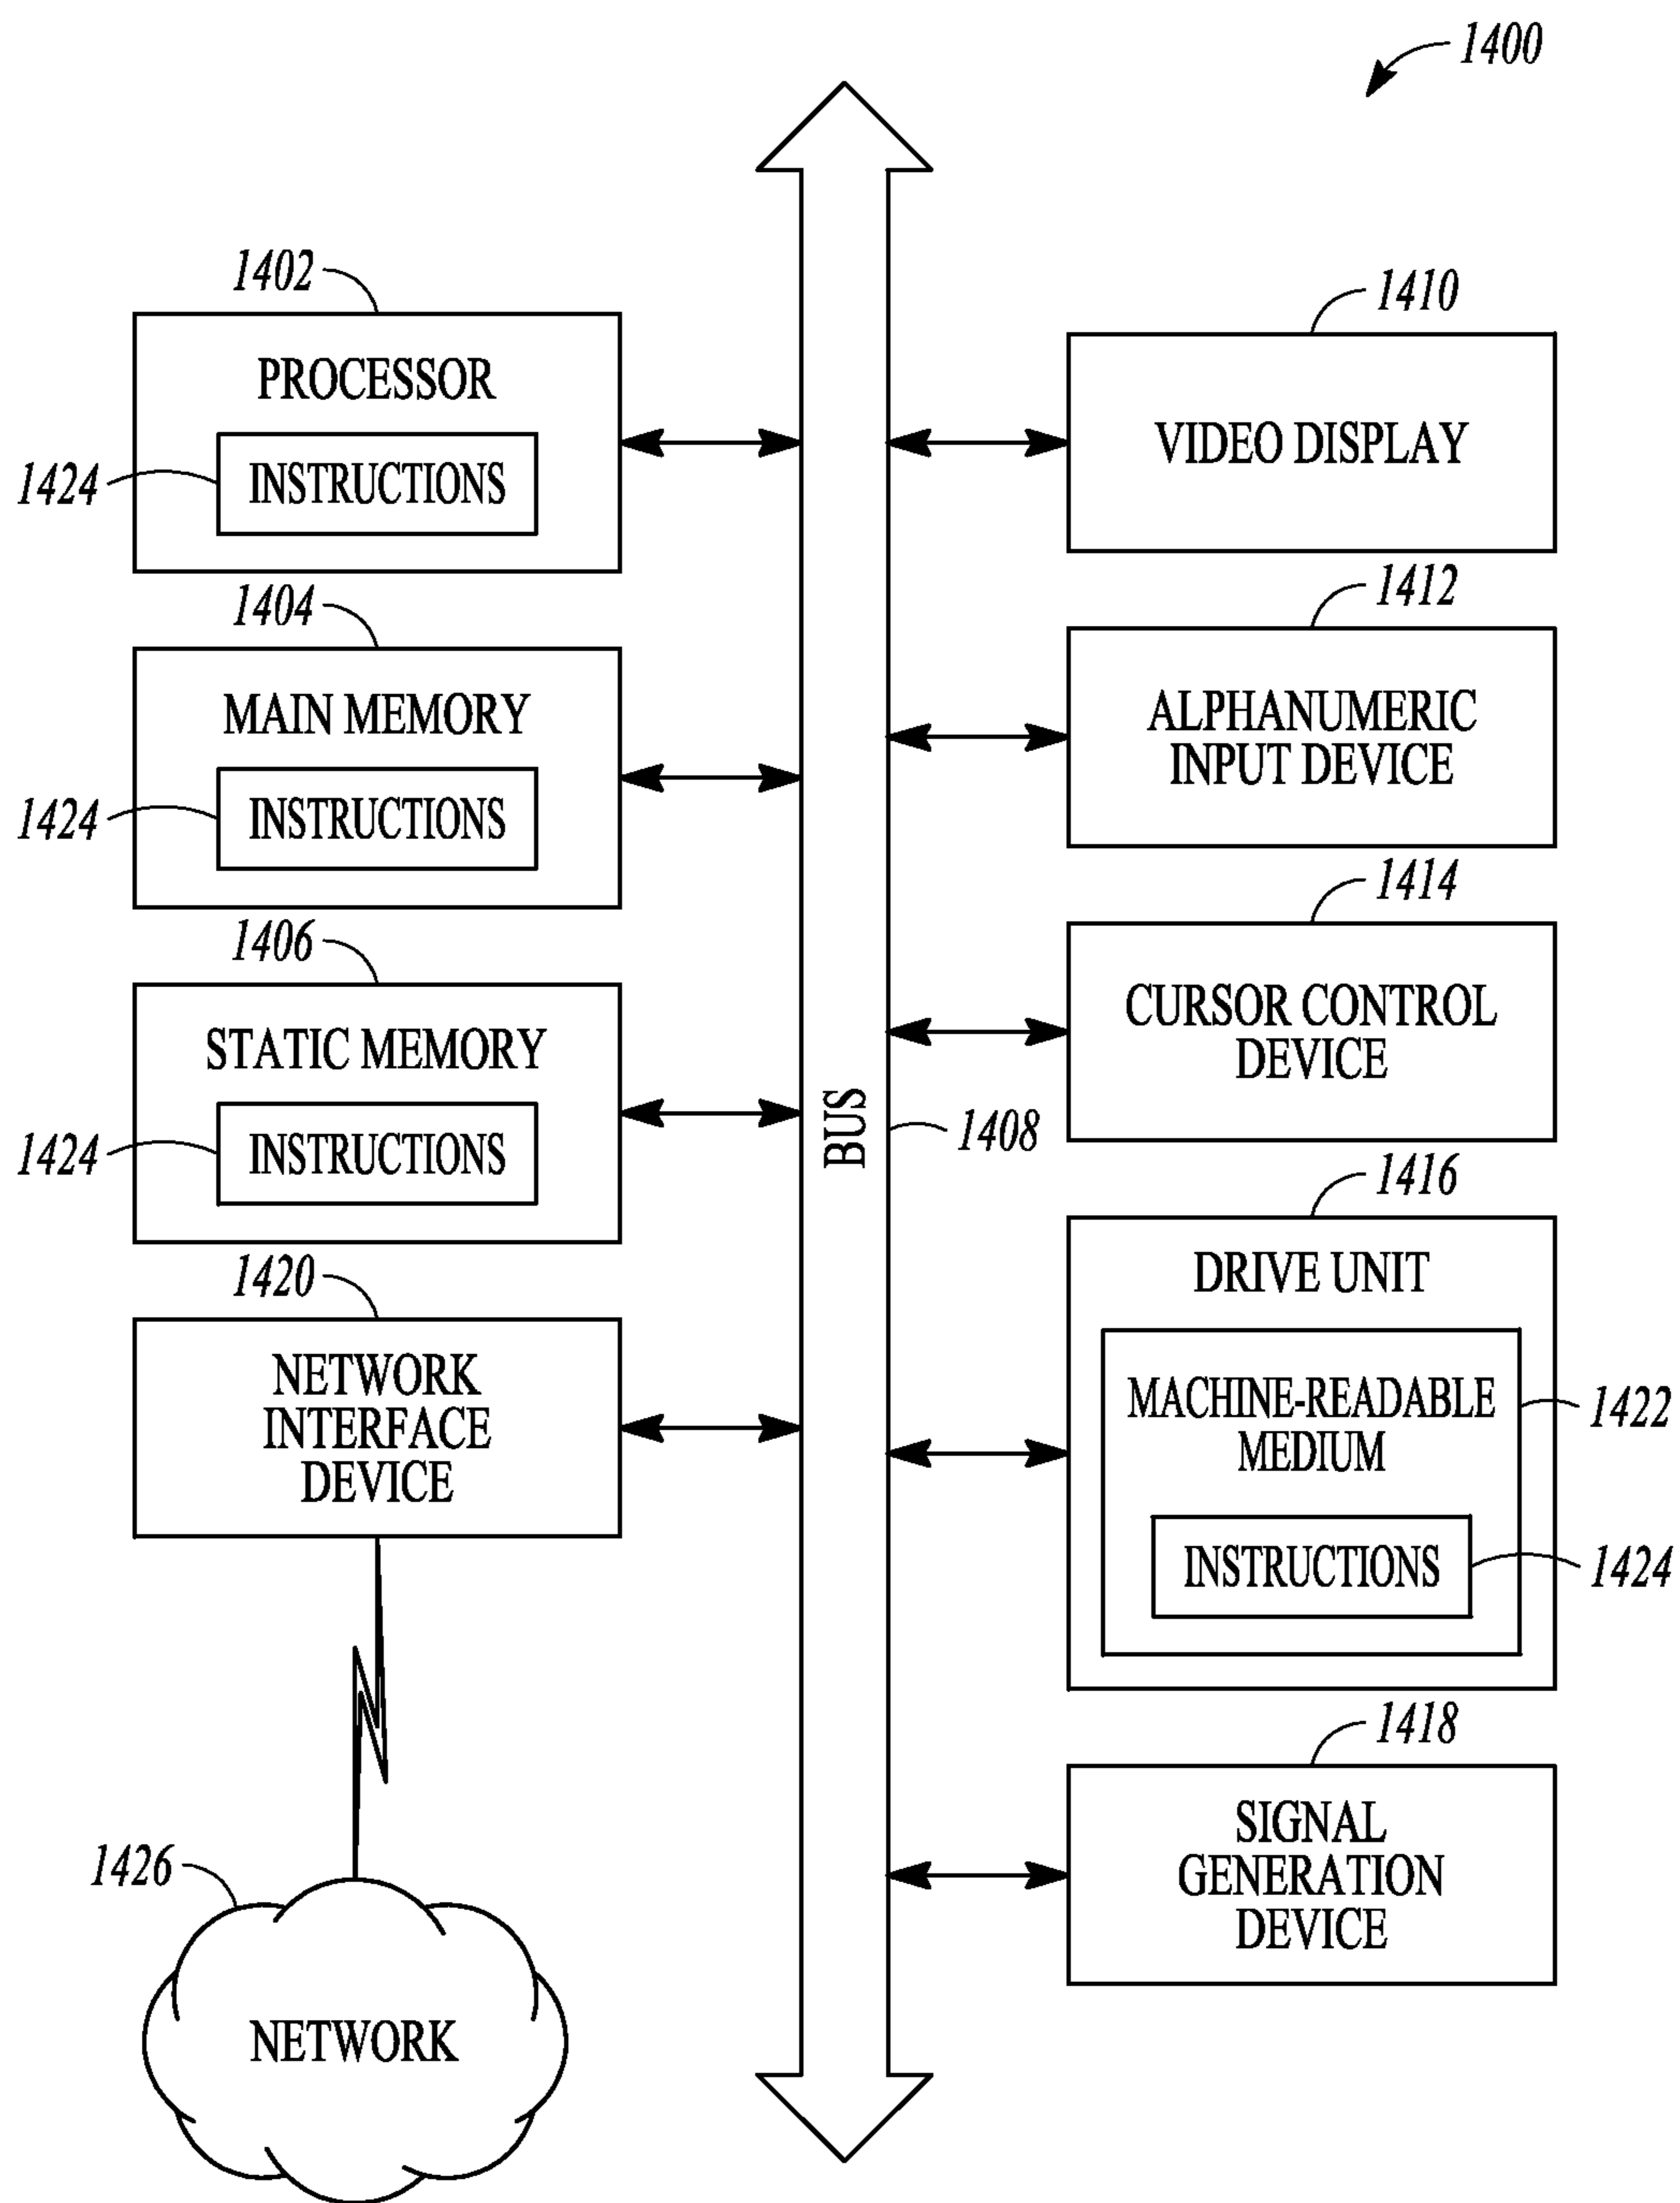 1400
1402
PROCESSOR
1424
INSTRUCTIONS
1404
MAIN MEMORY
1424
INSTRUCTIONS
1406
STATIC MEMORY
1424
INSTRUCTIONS
1420
NETWORK
INTERFACE
DEVICE
1426
NETWORK
BUS
1408
1410
VIDEO DISPLAY
1412
ALPHANUMERIC
INPUT DEVICE
1414
CURSOR CONTROL
DEVICE
1416
DRIVE UNIT
MACHINE-READABLE
MEDIUM
1422
INSTRUCTIONS
1424
1418
SIGNAL
GENERATION
DEVICE